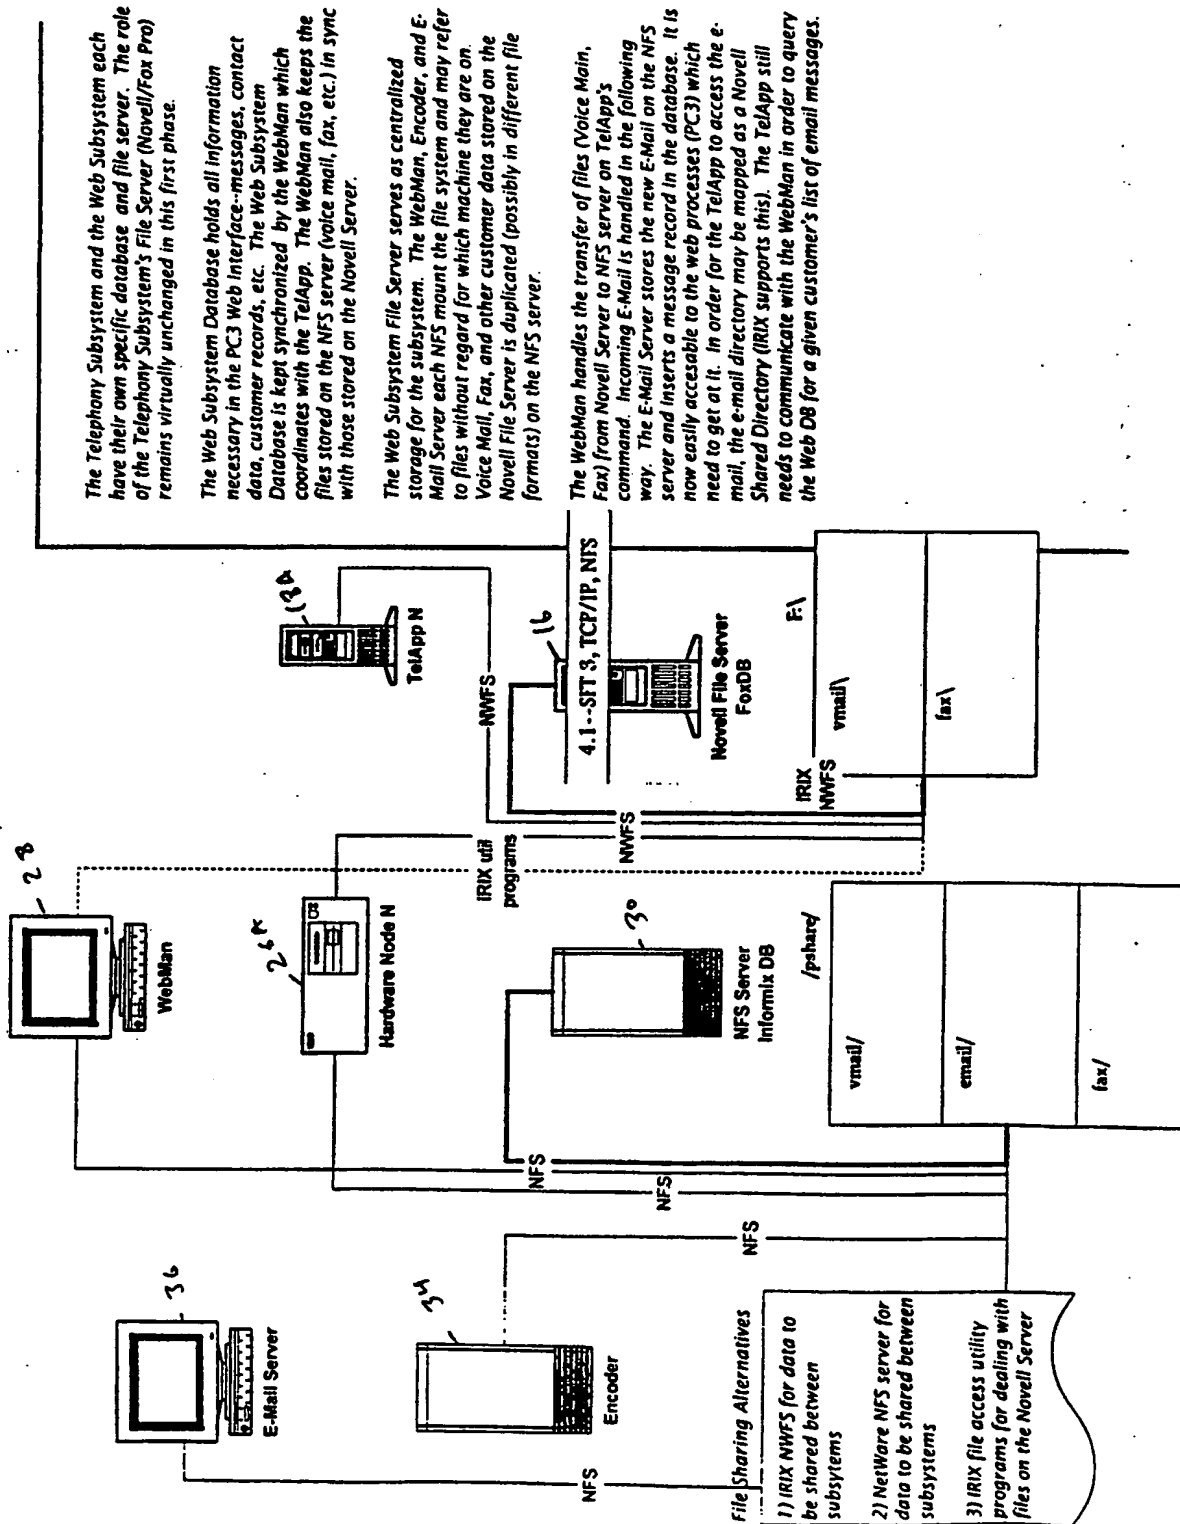 The Telephony Subsystem and the Web Subsystem each
have their own specific database and file server. The role
of the Telephony Subsystem's File Server (Novell/Fox Pro)
remains virtually unchanged in this first phase.
The Web Subsystem Database holds all information
necessary in the PC3 Web Interface--messages, contact
data, customer records, etc. The Web Subsystem
Database is kept synchronized by the WebMan which
coordinates with the TelApp. The WebMan also keeps the
files stored on the NFS server (voice mail, fax, etc.) in sync
with those stored on the Novell Server.
The Web Subsystem File Server serves as centralized
storage for the subsystem. The WebMan, Encoder, and E-
Mail Server each NFS mount the file system and may refer
to files without regard for which machine they are on.
Voice Mail, Fax, and other customer data stored on the
Novell File Server is duplicated (possibly in different file
formats) on the NFS server.
The WebMan handles the transfer of files (Voice Main,
Fax) from Novell Server to NFS server on TelApp's
command. Incoming E-Mail is handled in the following
way. The E-Mail Server stores the new E-Mail on the NFS
server and inserts a message record in the database. It is
now easily accesable to the web processes (PC3) which
need to get at it. In order for the TelApp to access the e-
mail, the e-mail directory may be mapped as a Novell
Shared Directory (IRIX supports this). The TelApp still
needs to communicate with the WebMan in order to query
the Web DB for a given customer's list of email messages.
18A
TelApp N
NWFS
16
4.1--SFT 3, TCP/IP, NFS
Novell File Server
FoxDB
F:\
vmail\
fax\
IRIX
NWFS
NWFS
IRIX util
programs
28
WebMan
26A
Hardware Node N
30
NFS Server
Informix DB
/pshare/
vmail/
email/
fax/
NFS
NFS
NFS
36
E-Mail Server
34
Encoder
NFS
File Sharing Alternatives
1) IRIX NWFS for data to
be shared between
subsytems
2) NetWare NFS server for
data to be shared between
subsystems
3) IRIX file access utility
programs for dealing with
files on the Novell Server